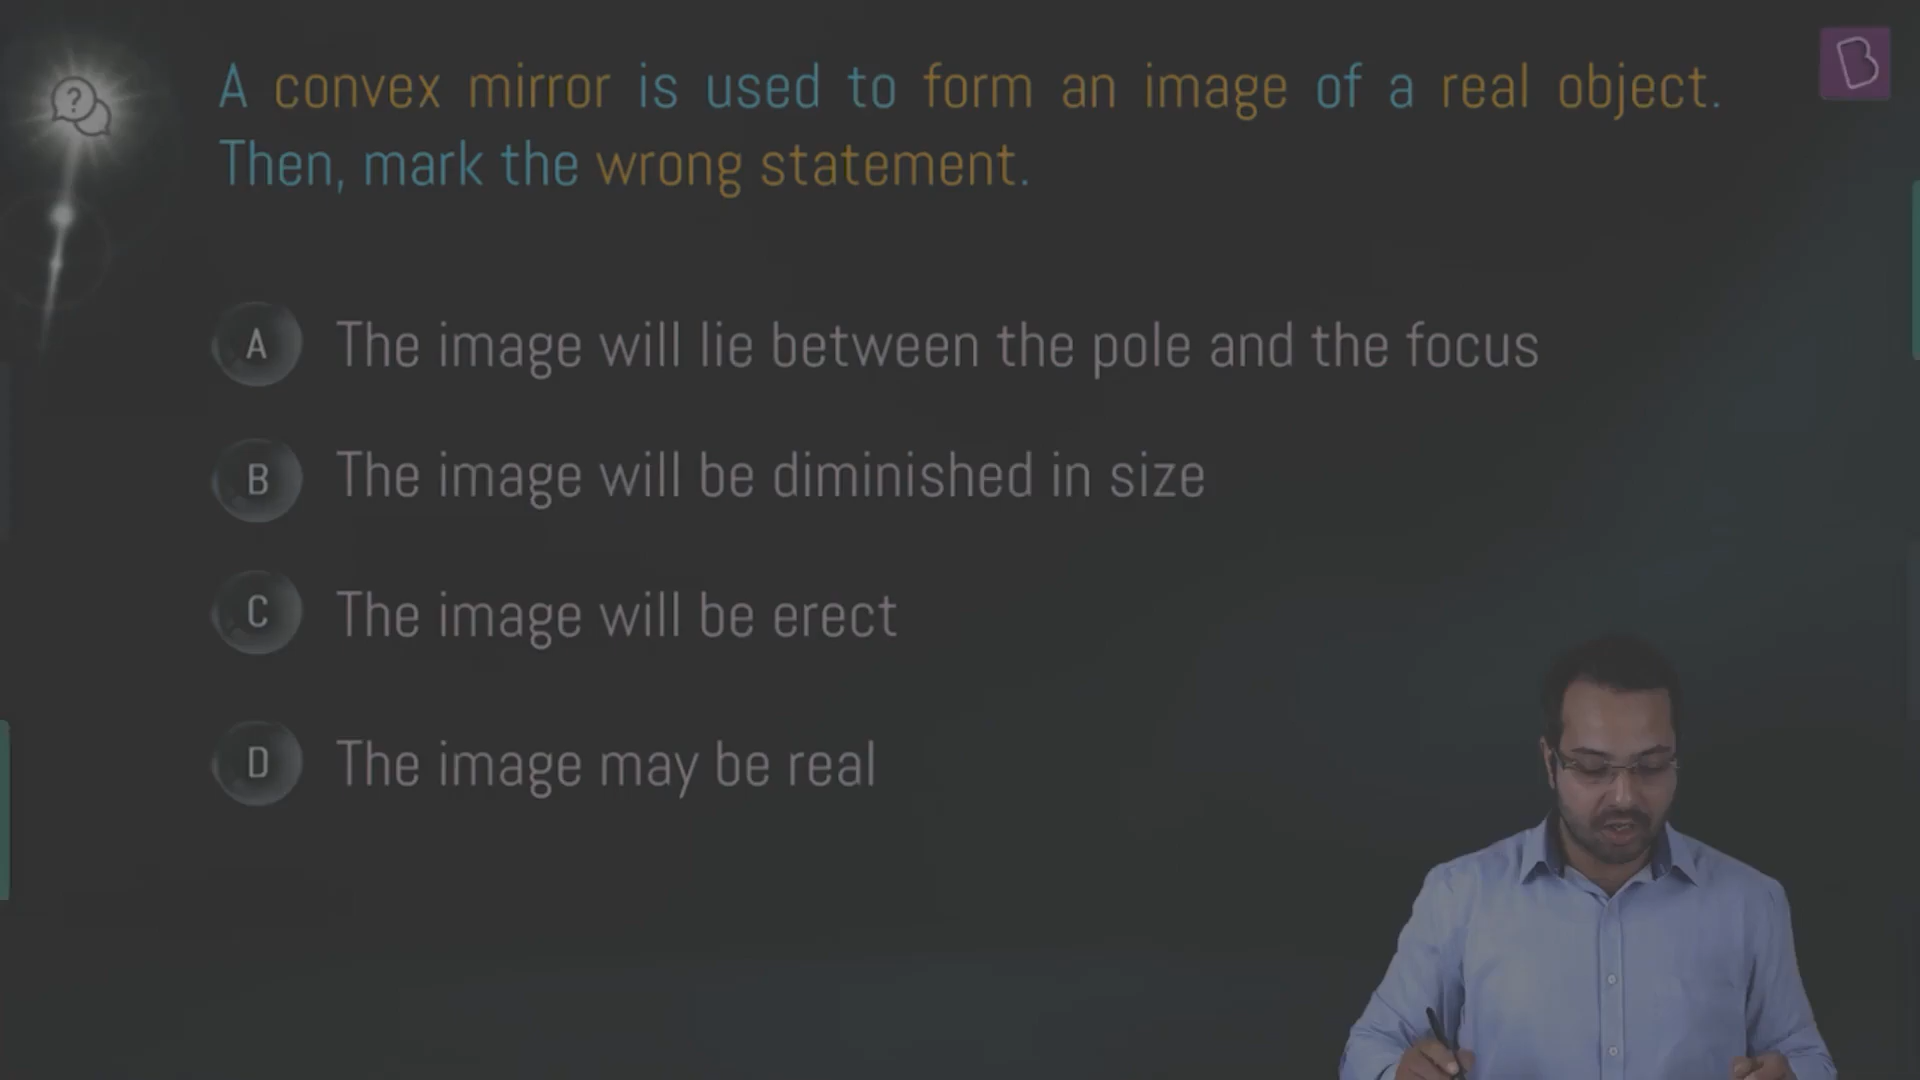 A convex mirror is used to form an image of a real object.
Then, mark the wrong statement.
A The image will lie between the pole and the focus
B The image will be diminished in size
C The image will be erect
D The image may be real